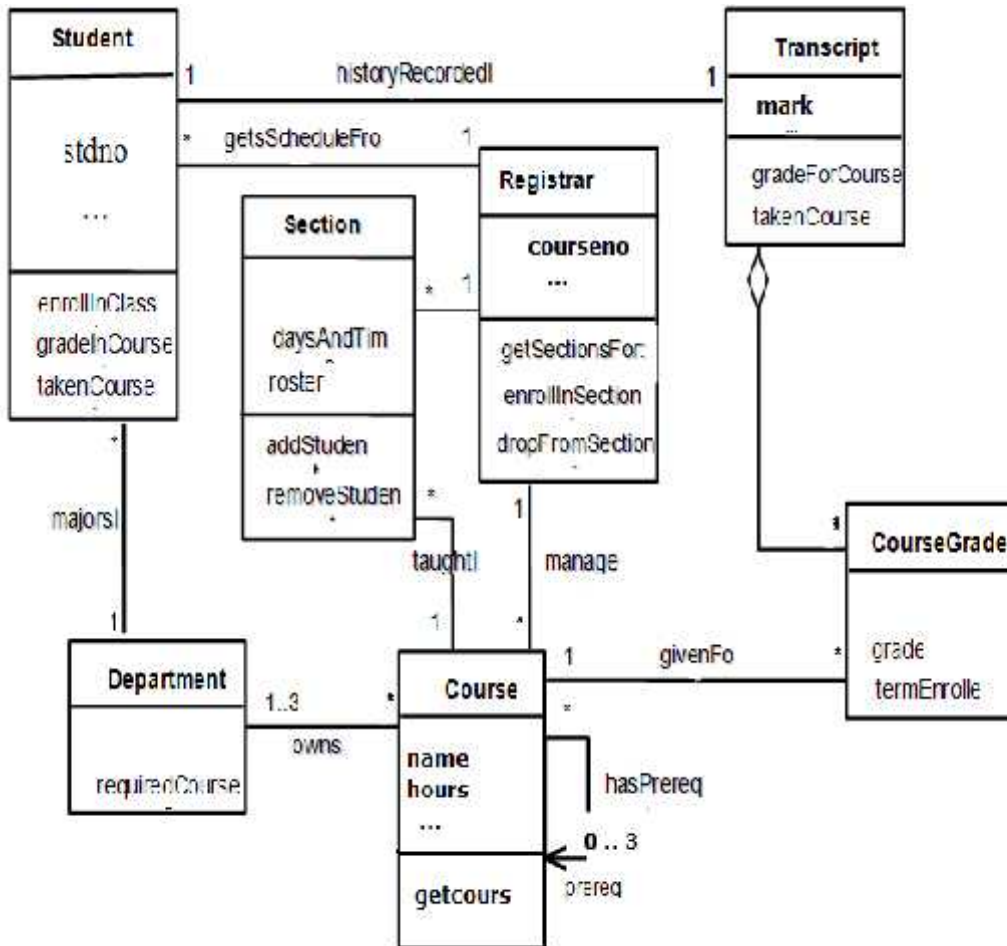 Student
stdno
...
enrollInClass
gradeInCourse
takenCourse
1
historyRecordedI
1
Transcript
mark
...
gradeForCourse
takenCourse
*
getsScheduleFro
1
Registrar
courseno
...
getSectionsFor
enrollInSection
dropFromSection
Section
daysAndTim
roster
addStuden
removeStuden
*
1
*
majorsI
1
*
taughtI
1
1
manage
*
*
CourseGrade
grade
termEnrolle
Department
requiredCourse
1..3
owns
*
Course
name
hours
...
getcours
1
givenFo
*
*
hasPrereq
0 .. 3
prereq